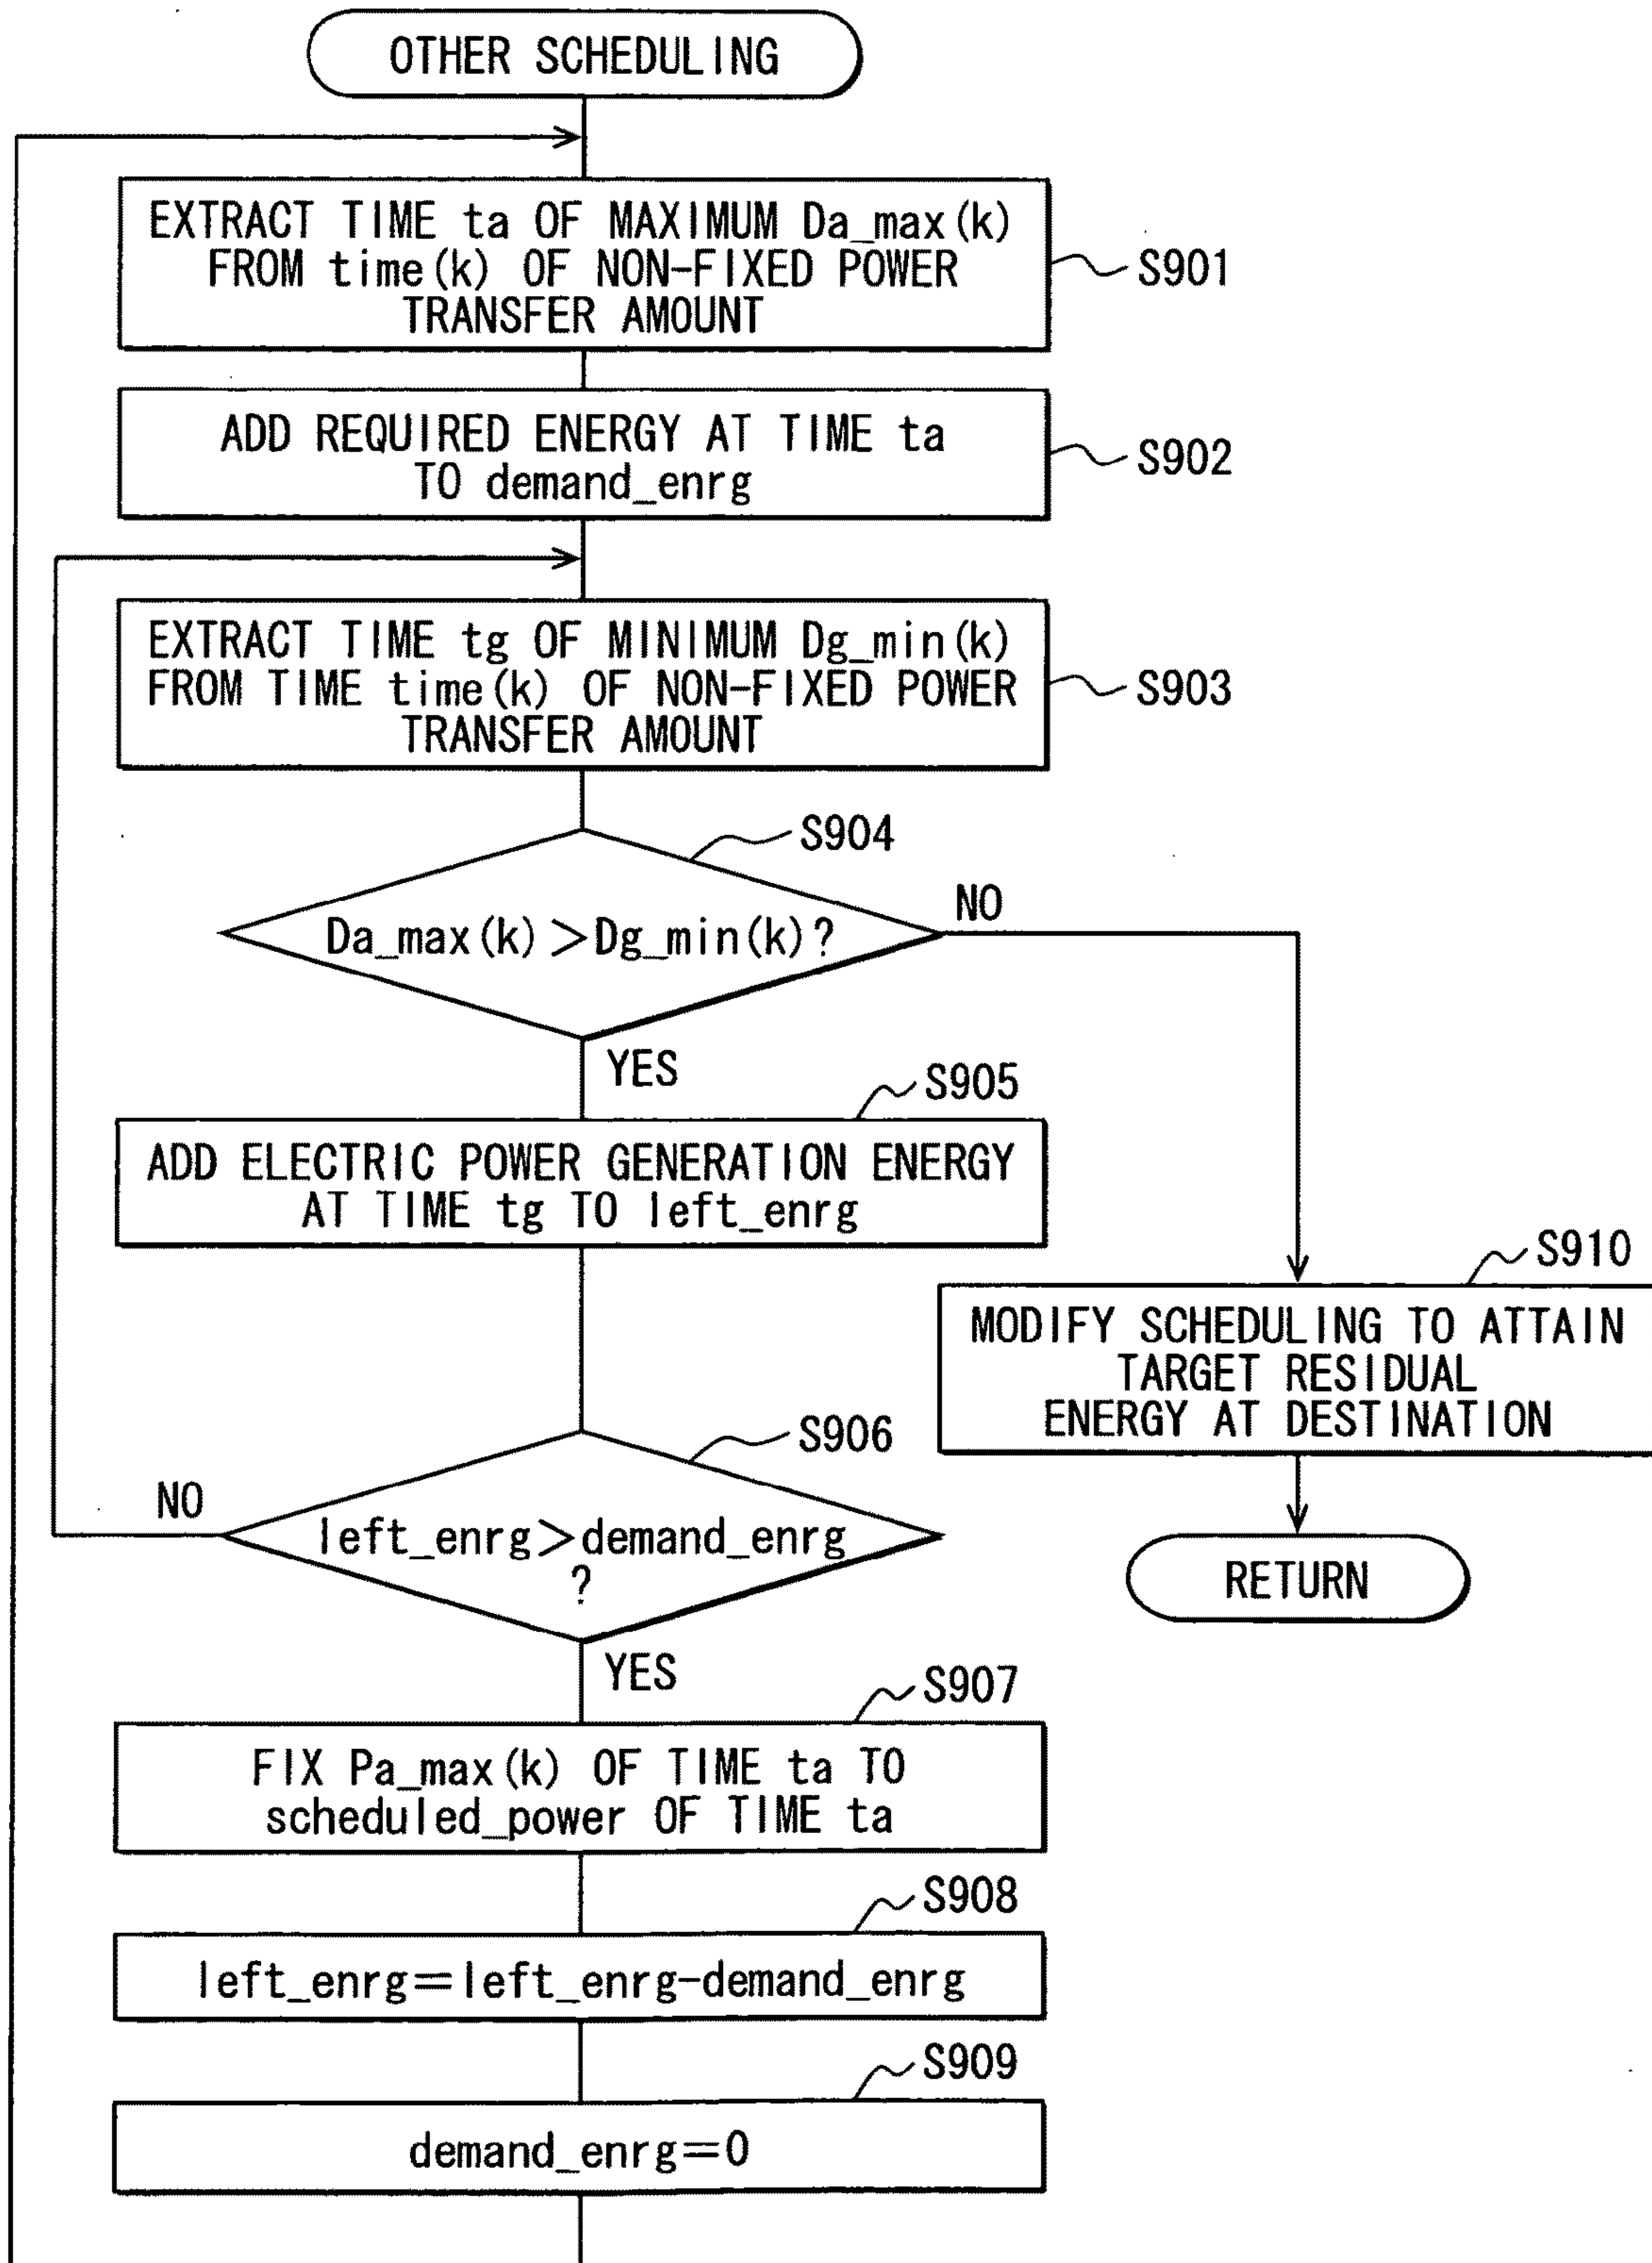 OTHER SCHEDULING
EXTRACT TIME ta OF MAXIMUM Da_max(k)
FROM time(k) OF NON-FIXED POWER
TRANSFER AMOUNT
S901
ADD REQUIRED ENERGY AT TIME ta
TO demand_enrg
S902
EXTRACT TIME tg OF MINIMUM Dg_min(k)
FROM TIME time(k) OF NON-FIXED POWER
TRANSFER AMOUNT
S903
S904
Da_max(k)>Dg_min(k)?
NO
YES
S905
ADD ELECTRIC POWER GENERATION ENERGY
AT TIME tg TO left_enrg
S910
MODIFY SCHEDULING TO ATTAIN
TARGET RESIDUAL
ENERGY AT DESTINATION
RETURN
S906
left_enrg>demand_enrg
?
NO
YES
S907
FIX Pa_max(k) OF TIME ta TO
scheduled_power OF TIME ta
S908
left_enrg=left_enrg-demand_enrg
S909
demand_enrg=0